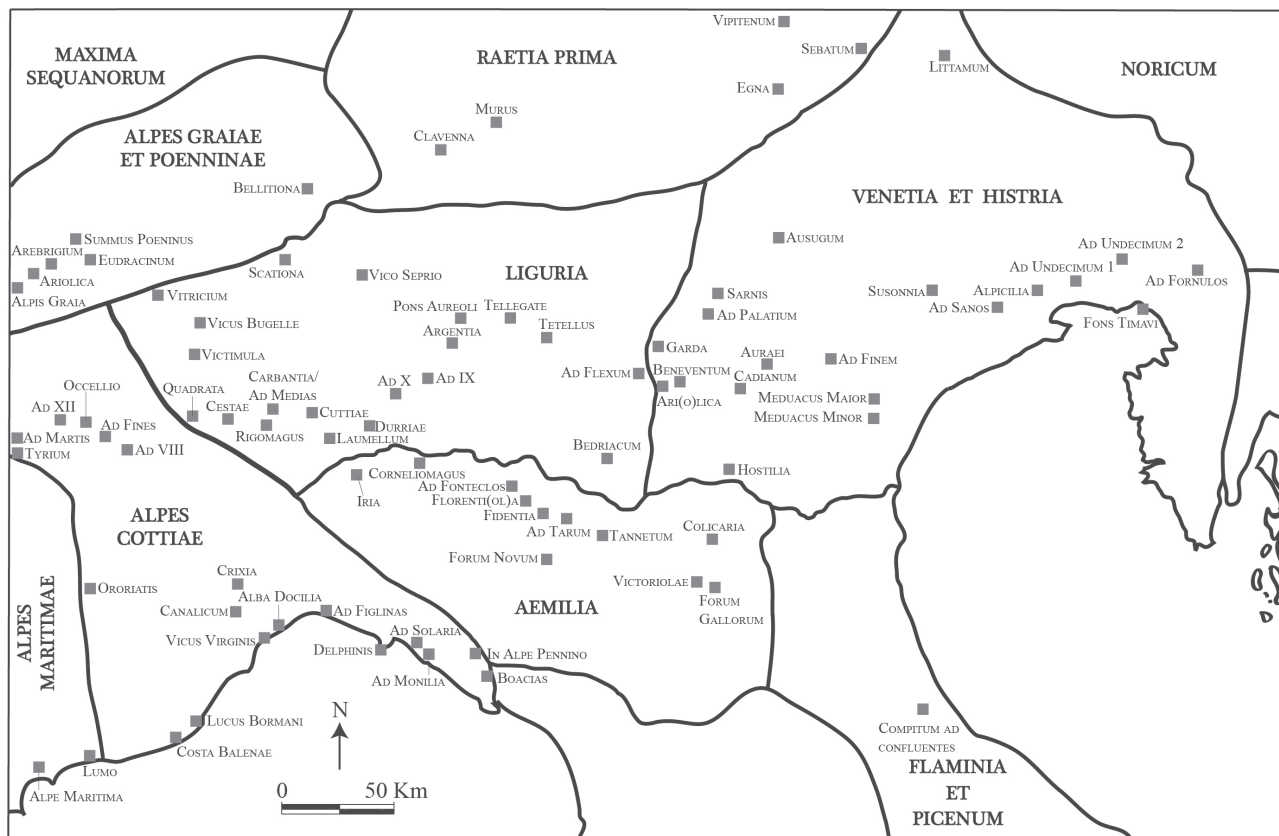 Vipitenum
Sebatum
Littamum
MAXIMA
SEQUANORUM
RAETIA PRIMA
NORICUM
Egna
Murus
Clavenna
ALPES GRAIAE
ET POENNINAE
Bellitiona
VENETIA ET HISTRIA
Summus Poeninus
Arebrigium
Eudracinum
Ariolica
Alpis Graia
Scationa
Vico Seprio
LIGURIA
Ausugum
Ad Undecimum 2
Ad Undecimum 1
Ad Fornulos
Vitricium
Pons Aureoli
Tellegate
Sarnis
Susonnia
Alpicilia
Ad Sanos
Ad Palatium
Fons Timavi
Vicus Bugelle
Argentia
Tetellus
Victimula
Garda
Auraei
Ad Finem
Occellio
Quadrata
Carbantia/
Ad Medias
Ad X
Ad IX
Ad Flexum
Beneventum
Cadianum
Ari(o)lica
Meduacus Maior
Meduacus Minor
Ad XII
Cestae
Cuttiae
Ad Fines
Rigomagus
Durriae
Ad Martis
Laumellum
Tyrium
Ad VIII
Bedriacum
Hostilia
Corneliomagus
Iria
Ad Fonteclos
Florenti(ol)a
Fidentia
Ad Tarum
Tannetum
Colicaria
ALPES
COTTIAE
Forum Novum
Crixia
Ororiatis
Victoriolae
Forum
Gallorum
Alba Docilia
Canalicum
Ad Figlinas
AEMILIA
ALPES
MARITIMAE
Vicus Virginis
Ad Solaria
Delphinis
In Alpe Pennino
Ad Monilia
Boacias
Lucus Bormani
Costa Balenae
N
Compitum ad
confluentes
Lumo
FLAMINIA
ET
PICENUM
Alpe Maritima
0 50 Km